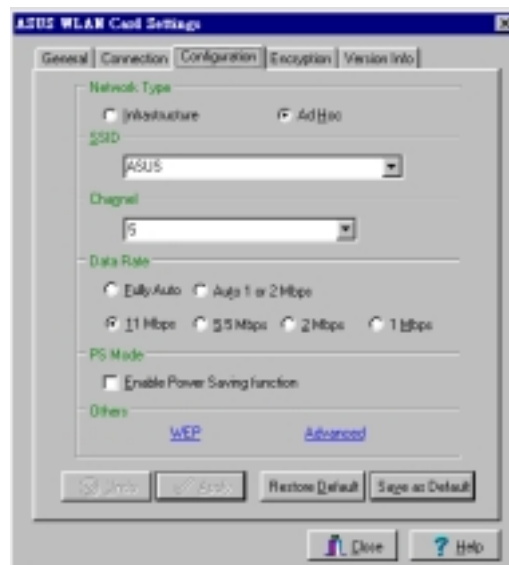 ASUS WLAN Card Settings
General Connection Configuration Encryption Version Info
Network Type
Infrastructure Ad Hoc
SSID
ASUS
Channel
5
Data Rate
Fully Auto Auto 1 or 2 Mbps
11 Mbps 5.5 Mbps 2 Mbps 1 Mbps
PS Mode
Enable Power Saving function
Others
WEP Advanced
Undo Apply Restore Default Save as Default
Close Help